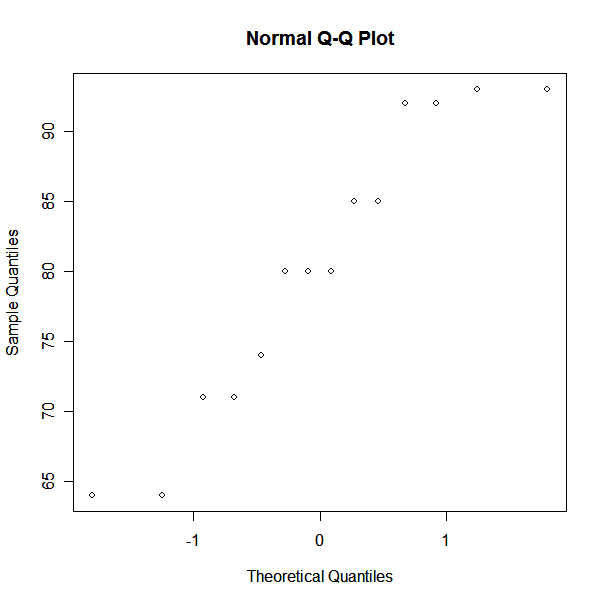 Normal Q-Q Plot
Sample Quantiles
90
85
80
75
70
65
-1 0 1
Theoretical Quantiles